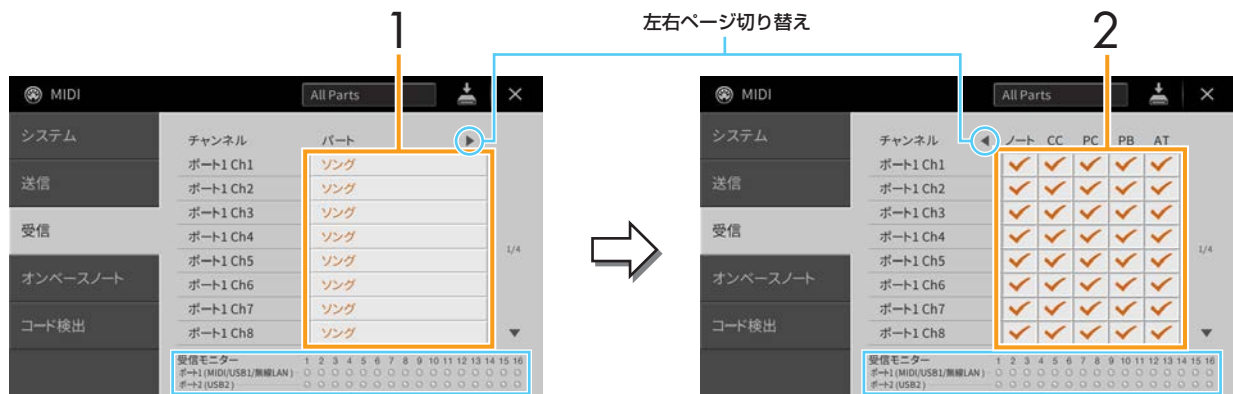 1
左右ページ切り替え
2
MIDI
All Parts
×
システム
送信
受信
オンベースノート
コード検出
チャンネル パート
ポート1 Ch1 ソング
ポート1 Ch2 ソング
ポート1 Ch3 ソング
ポート1 Ch4 ソング
ポート1 Ch5 ソング
ポート1 Ch6 ソング
ポート1 Ch7 ソング
ポート1 Ch8 ソング
1/4
受信モニター 1 2 3 4 5 6 7 8 9 10 11 12 13 14 15 16
ポート1 (MIDI/USB1/無線LAN)
ポート2 (USB2)
MIDI
All Parts
×
システム
送信
受信
オンベースノート
コード検出
チャンネル ノート CC PC PB AT
ポート1 Ch1
ポート1 Ch2
ポート1 Ch3
ポート1 Ch4
ポート1 Ch5
ポート1 Ch6
ポート1 Ch7
ポート1 Ch8
1/4
受信モニター 1 2 3 4 5 6 7 8 9 10 11 12 13 14 15 16
ポート1 (MIDI/USB1/無線LAN)
ポート2 (USB2)